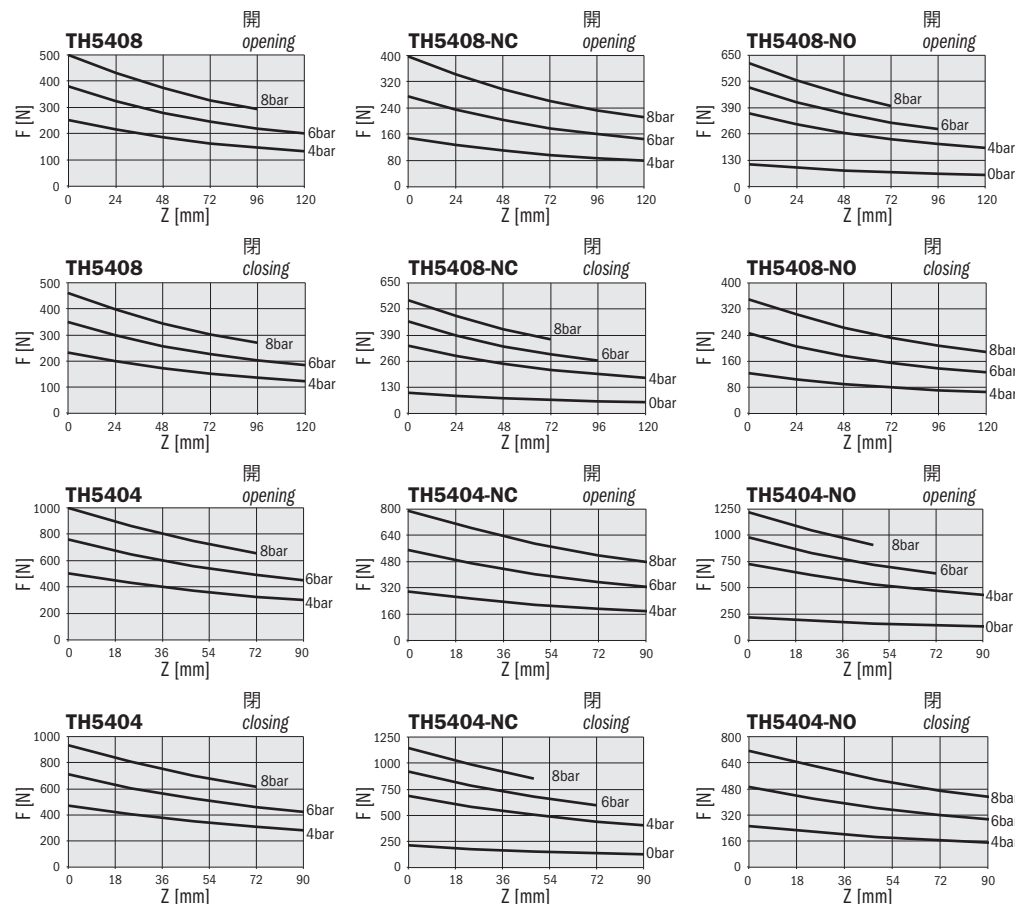 開
TH5408 opening
500
400
300
200
100
0
F [N]
8bar
6bar
4bar
0 24 48 72 96 120
Z [mm]
開
TH5408-NC opening
400
320
240
160
80
0
F [N]
8bar
6bar
4bar
0 24 48 72 96 120
Z [mm]
開
TH5408-NO opening
650
520
390
260
130
0
F [N]
8bar
6bar
4bar
0bar
0 24 48 72 96 120
Z [mm]
閉
TH5408 closing
500
400
300
200
100
0
F [N]
8bar
6bar
4bar
0 24 48 72 96 120
Z [mm]
閉
TH5408-NC closing
650
520
390
260
130
0
F [N]
8bar
6bar
4bar
0bar
0 24 48 72 96 120
Z [mm]
閉
TH5408-NO closing
400
320
240
160
80
0
F [N]
8bar
6bar
4bar
0 24 48 72 96 120
Z [mm]
開
TH5404 opening
1000
800
600
400
200
0
F [N]
8bar
6bar
4bar
0 18 36 54 72 90
Z [mm]
開
TH5404-NC opening
800
640
480
320
160
0
F [N]
8bar
6bar
4bar
0 18 36 54 72 90
Z [mm]
開
TH5404-NO opening
1250
1000
750
500
250
0
F [N]
8bar
6bar
4bar
0bar
0 18 36 54 72 90
Z [mm]
閉
TH5404 closing
1000
800
600
400
200
0
F [N]
8bar
6bar
4bar
0 18 36 54 72 90
Z [mm]
閉
TH5404-NC closing
1250
1000
750
500
250
0
F [N]
8bar
6bar
4bar
0bar
0 18 36 54 72 90
Z [mm]
閉
TH5404-NO closing
800
640
480
320
160
0
F [N]
8bar
6bar
4bar
0 18 36 54 72 90
Z [mm]